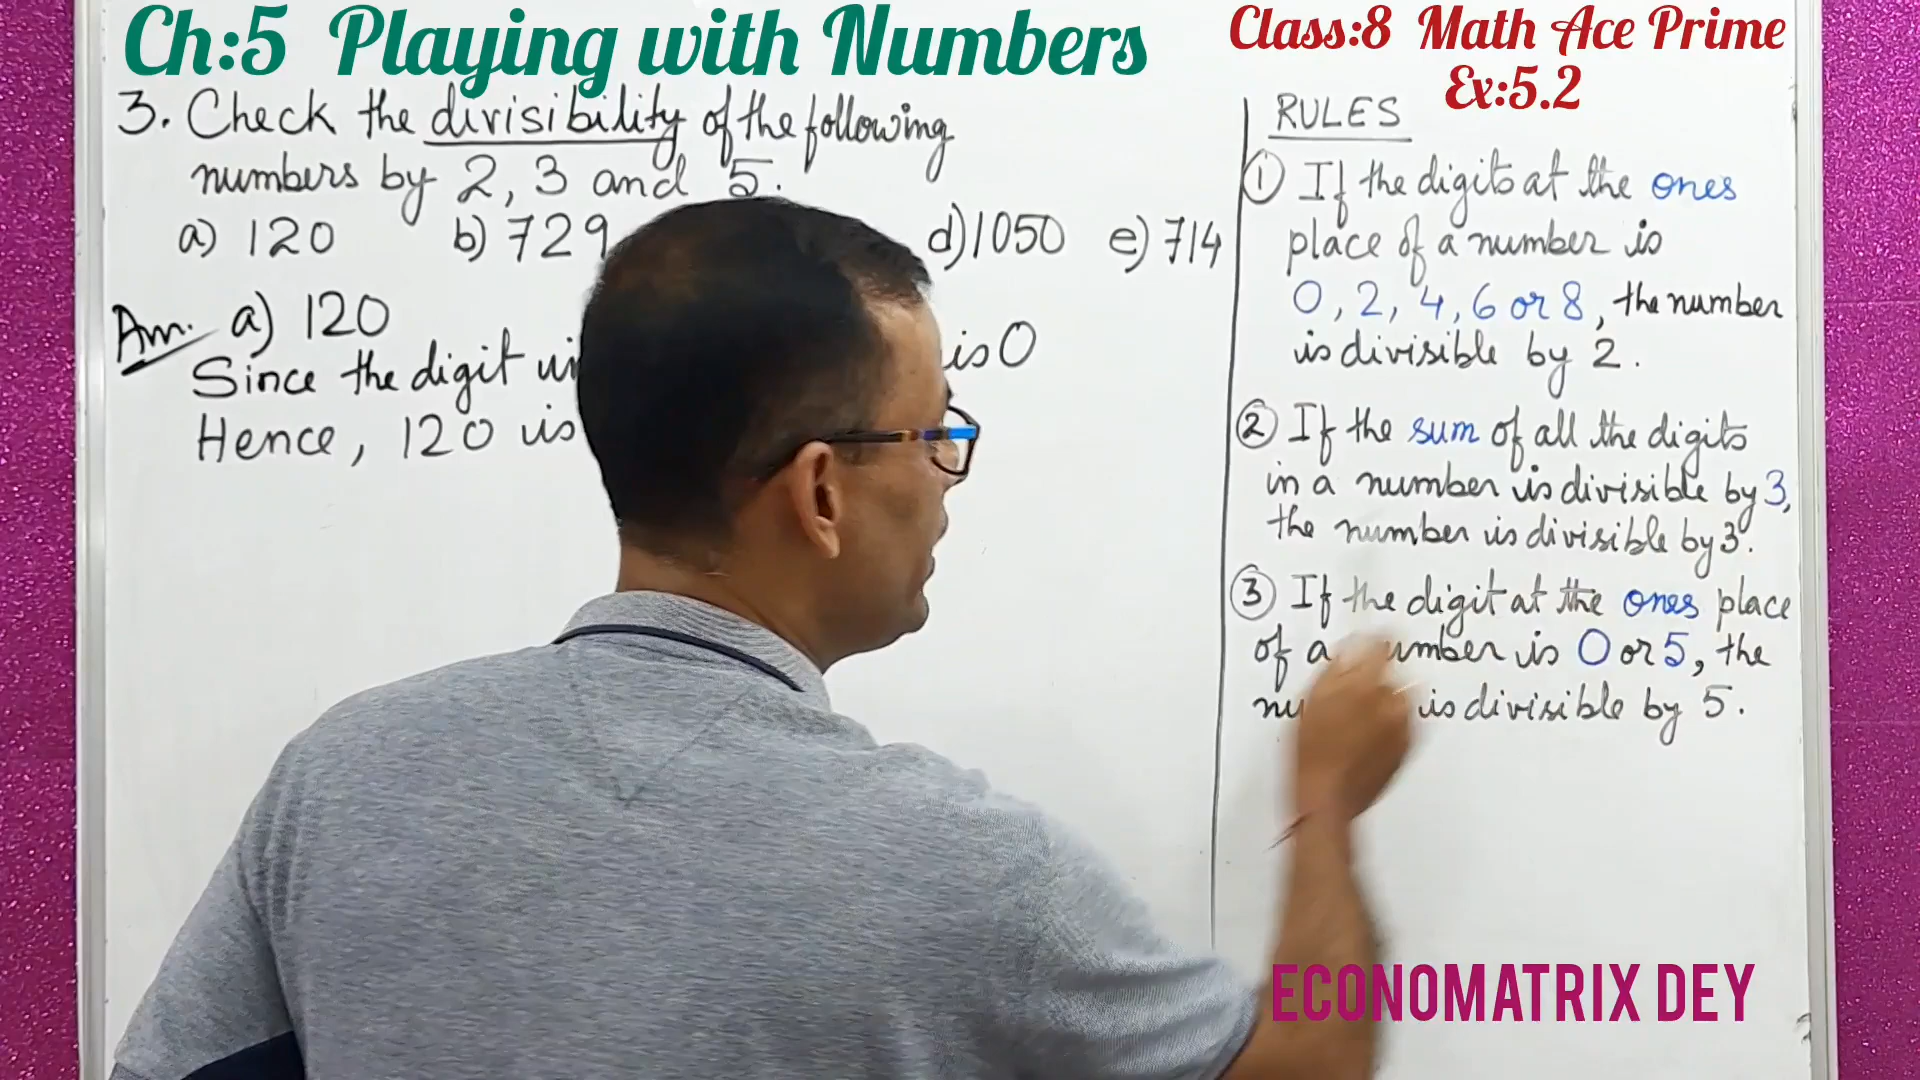 Ch:5 Playing with Numbers
Class:8 Math Ace Prime
Ex:5.2
3. Check the divisibility of the following
numbers by 2, 3 and 5.
a) 120 b) 729 d) 1050 e) 714
Ans. a) 120
Since the digit is 0
Hence, 120 is
RULES
① If the digits at the ones
place of a number is
0, 2, 4, 6 or 8, the number
is divisible by 2.
② If the sum of all the digits
in a number is divisible by 3,
the number is divisible by 3.
③ If the digit at the ones place
of a number is 0 or 5, the
is divisible by 5.
ECONOMATRIX DEY